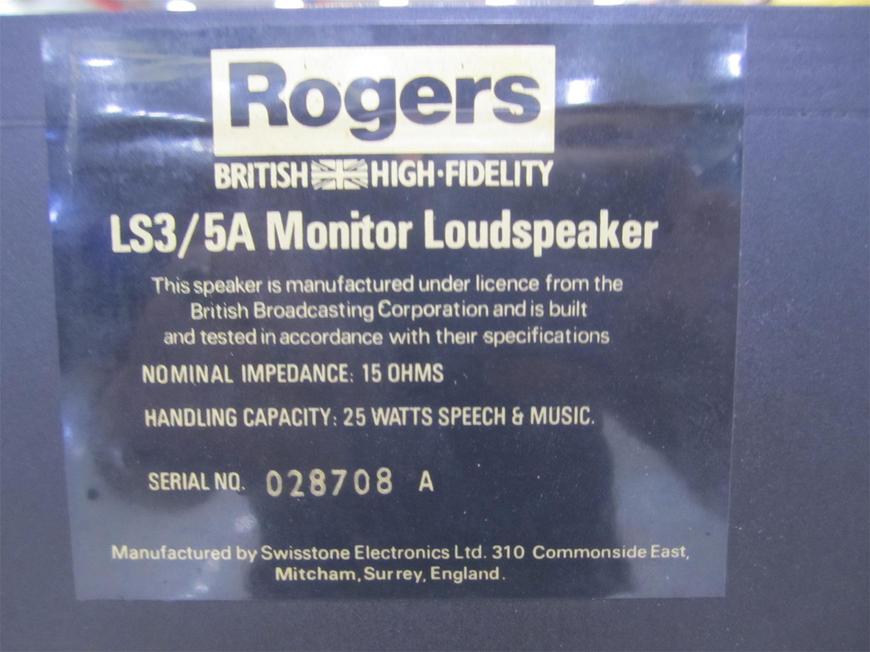 Rogers
BRITISH HIGH·FIDELITY
LS3/5A Monitor Loudspeaker
This speaker is manufactured under licence from the
British Broadcasting Corporation and is built
and tested in accordance with their specifications
NOMINAL IMPEDANCE: 15 OHMS
HANDLING CAPACITY: 25 WATTS SPEECH & MUSIC.
SERIAL NO. 028708 A
Manufactured by Swisstone Electronics Ltd. 310 Commonside East,
Mitcham, Surrey, England.